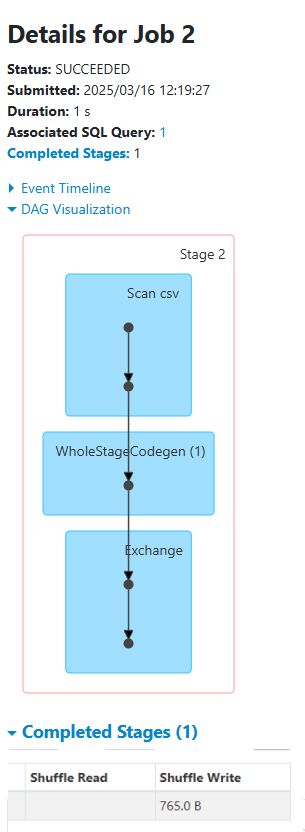 Details for Job 2
Status: SUCCEEDED
Submitted: 2025/03/16 12:19:27
Duration: 1 s
Associated SQL Query: 1
Completed Stages: 1
Event Timeline
DAG Visualization
Stage 2
Scan csv
WholeStageCodegen (1)
Exchange
Completed Stages (1)
Shuffle Read Shuffle Write
765.0 B